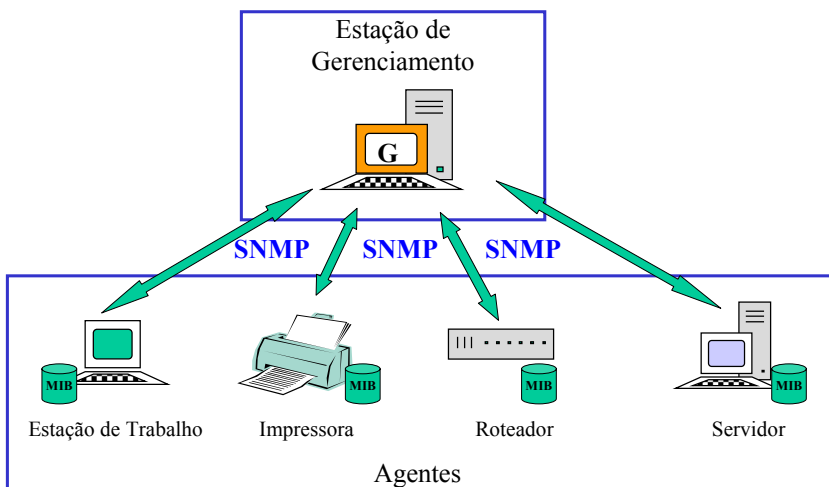 Estação de
Gerenciamento
G
SNMP SNMP SNMP
MIB MIB MIB MIB
Estação de Trabalho Impressora Roteador Servidor
Agentes